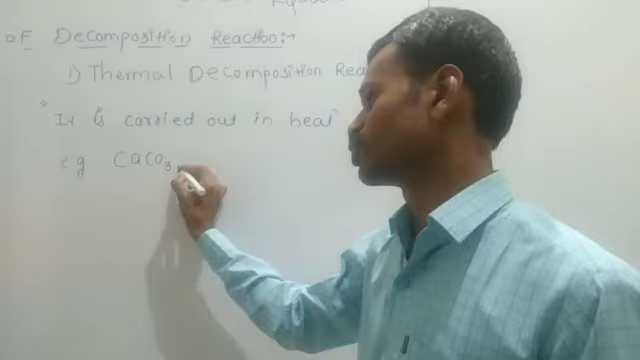 OF Decomposition Reaction:-
1) Thermal Decomposition Rea
"It is carried out in heat"
eg CaCO3